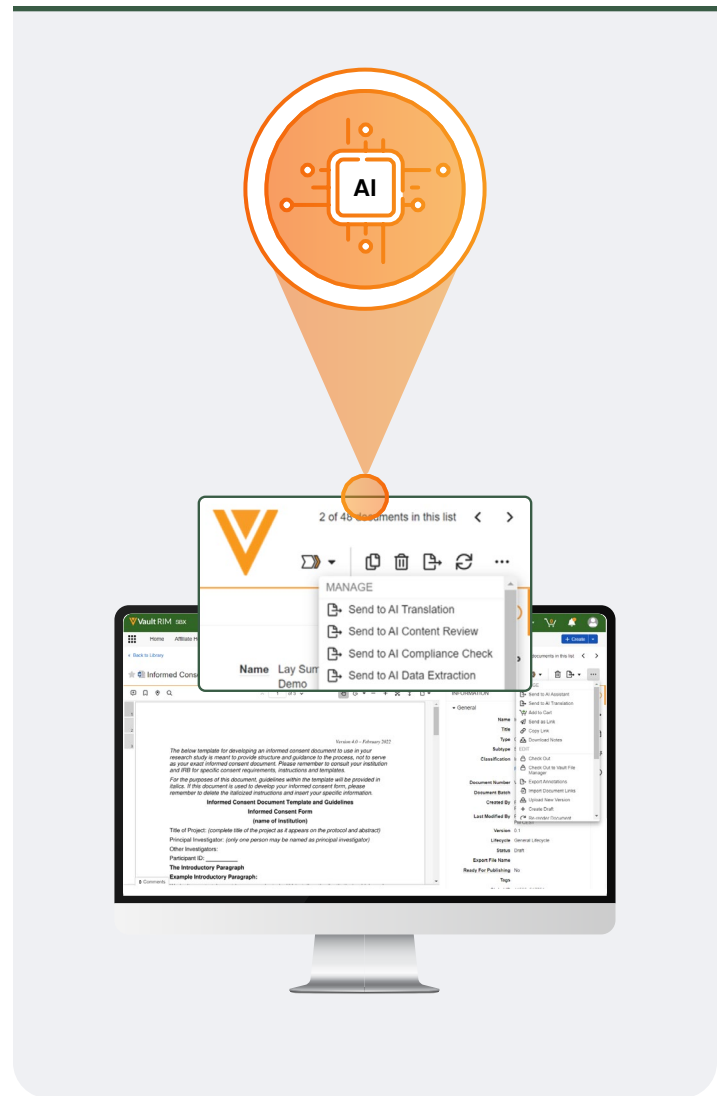 AI
2 of 48 documents in this list
MANAGE
Send to AI Translation
Send to AI Content Review
Send to AI Compliance Check
Send to AI Data Extraction
Name Lay Sum
Demo
Vault RIM SBX
Home Affiliate H
+ Create
Back to Library
documents in this list
Informed Cons
INFORMATION
General
Version 4.0 – February 2022
The below template for developing an informed consent document to use in your
research study is meant to provide structure and guidance to the process, not to serve
as your exact informed consent document. Please remember to consult your institution
and IRB for specific consent requirements, instructions and templates.
For the purposes of this document, guidelines within the template will be provided in
italics. If this document is used to develop your informed consent form, please
remember to delete the italicized instructions and insert your specific information.
Informed Consent Document Template and Guidelines
Informed Consent Form
(name of Institution)
Title of Project: (complete title of the project as it appears on the protocol and abstract)
Principal Investigator: (only one person may be named as principal investigator)
Other Investigators:
Participant ID: __________
The Introductory Paragraph
Example Introductory Paragraph:
Comments
Name
Title
Type
Subtype
Classification
Document Number
Document Batch
Created By
Last Modified By
Version 0.1
Lifecycle General Lifecycle
Status Draft
Export File Name
Ready For Publishing No
Tags
Send to AI Assistant
Send to AI Translation
Add to Cart
Send as Link
Copy Link
Download Notes
EDIT
Check Out
Check Out to Vault File
Manager
Export Annotations
Import Document Links
Upload New Version
Create Draft
Re-render Document